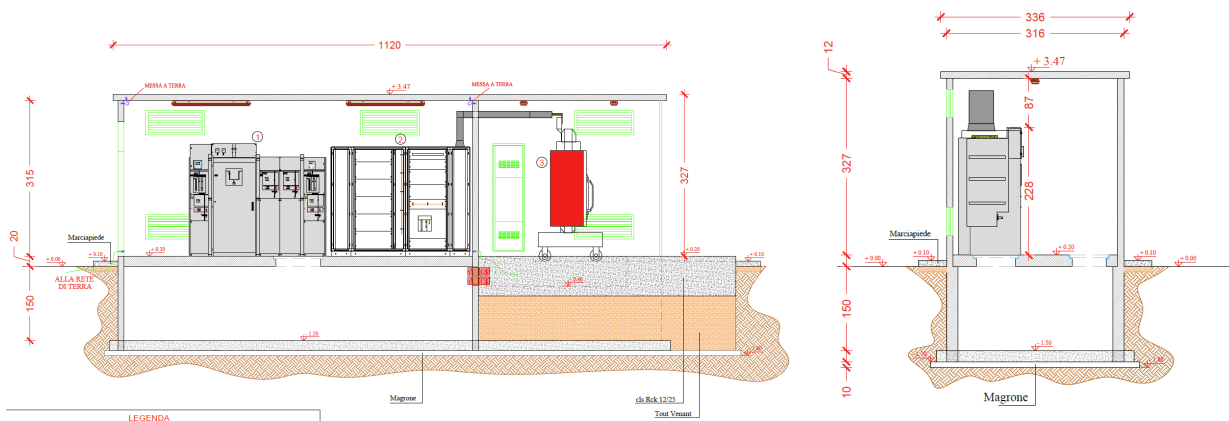 1120
MESSA A TERRA
MESSA A TERRA
+ 3.47
1
2
3
315
327
20
Marciapiede
+ 0.00
+ 0.10
+ 0.20
+ 0.20
+ 0.10
+ 0.00
ALLA RETE
DI TERRA
150
- 1.50
Magrone
cls Rck 12/25
Tout Venant
LEGENDA
336
316
12
+ 3.47
87
327
228
Marciapiede
+ 0.00
+ 0.10
+ 0.20
+ 0.10
+ 0.00
150
- 1.50
10
Magrone